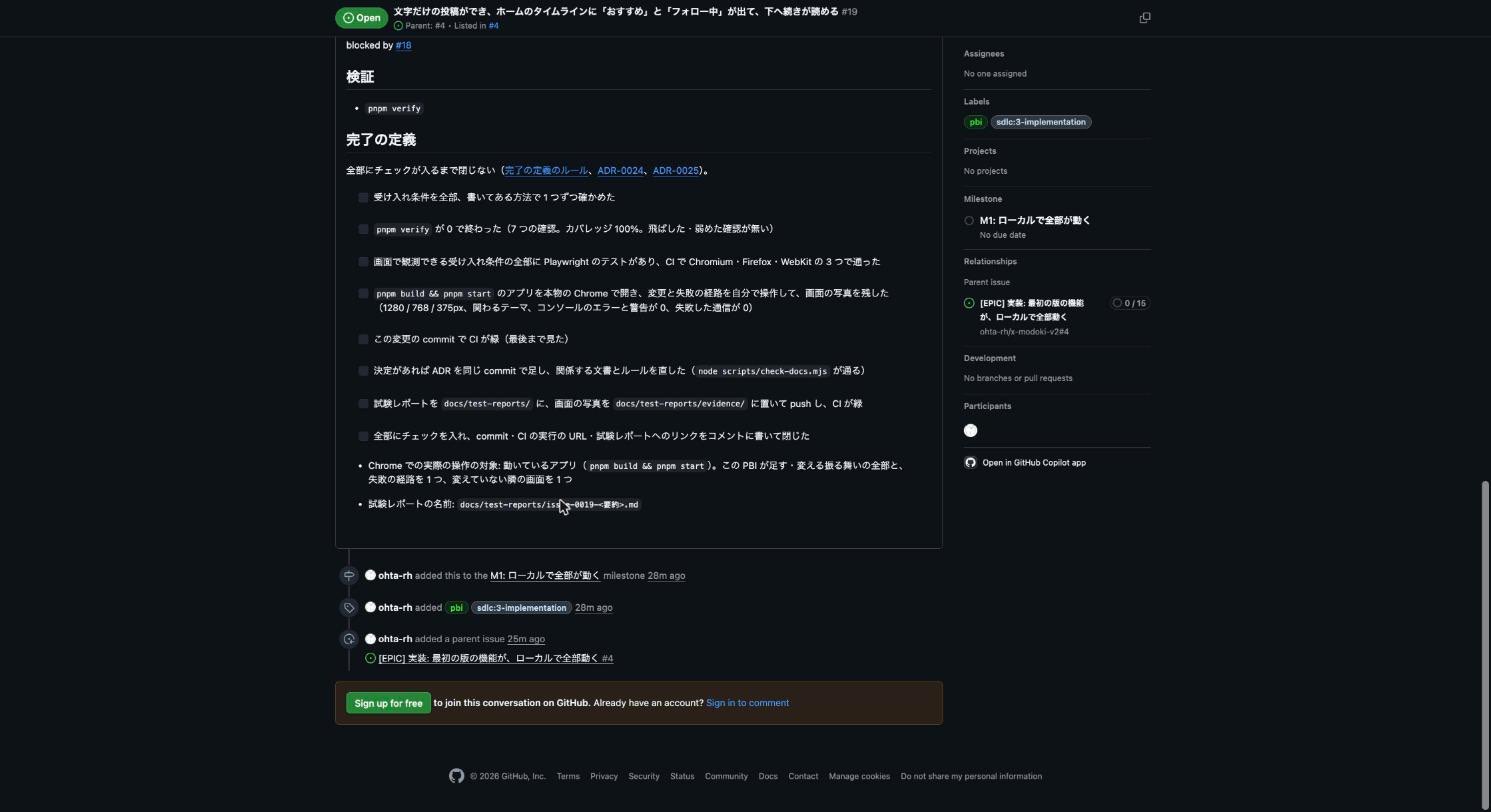 Open
文字だけの投稿ができ、ホームのタイムラインに「おすすめ」と「フォロー中」が出て、下へ続きが読める #19
Parent: #4 • Listed in #4
blocked by #18
検証
• pnpm verify
完了の定義
全部にチェックが入るまで閉じない（完了の定義のルール、ADR-0024、ADR-0025）。
受け入れ条件を全部、書いてある方法で 1 つずつ確かめた
pnpm verify が 0 で終わった（7 つの確認。カバレッジ 100%。飛ばした・弱めた確認が無い）
画面で観測できる受け入れ条件の全部に Playwright のテストがあり、CI で Chromium・Firefox・WebKit の 3 つで通った
pnpm build && pnpm start のアプリを本物の Chrome で開き、変更と失敗の経路を自分で操作して、画面の写真を残した
（1280 / 768 / 375px、関わるテーマ、コンソールのエラーと警告が 0、失敗した通信が 0）
この変更の commit で CI が緑（最後まで見た）
決定があれば ADR を同じ commit で足し、関係する文書とルールを直した（ node scripts/check-docs.mjs が通る）
試験レポートを docs/test-reports/ に、画面の写真を docs/test-reports/evidence/ に置いて push し、CI が緑
全部にチェックを入れ、commit・CI の実行の URL・試験レポートへのリンクをコメントに書いて閉じた
• Chrome での実際の操作の対象: 動いているアプリ（ pnpm build && pnpm start ）。この PBI が足す・変える振る舞いの全部と、
失敗の経路を 1 つ、変えていない隣の画面を 1 つ
• 試験レポートの名前: docs/test-reports/issue-0019-<要約>.md
ohta-rh added this to the M1: ローカルで全部が動く milestone 28m ago
ohta-rh added pbi sdlc:3-implementation 28m ago
ohta-rh added a parent issue 25m ago
[EPIC] 実装: 最初の版の機能が、ローカルで全部動く #4
Sign up for free to join this conversation on GitHub. Already have an account? Sign in to comment
Assignees
No one assigned
Labels
pbi sdlc:3-implementation
Projects
No projects
Milestone
M1: ローカルで全部が動く
No due date
Relationships
Parent issue
[EPIC] 実装: 最初の版の機能が、ローカルで全部動く 0 / 15
ohta-rh/x-modoki-v2#4
Development
No branches or pull requests
Participants
Open in GitHub Copilot app
© 2026 GitHub, Inc. Terms Privacy Security Status Community Docs Contact Manage cookies Do not share my personal information